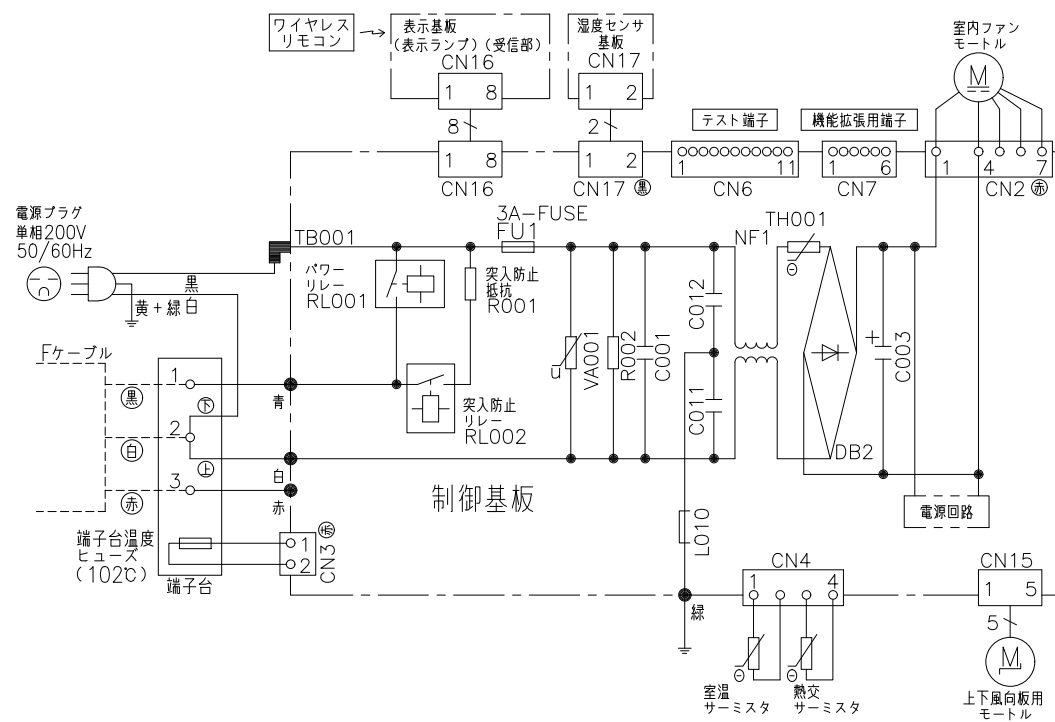 ワイヤレス
リモコン
表示基板
(表示ランプ)(受信部)
CN16
1 8
8
1 8
CN16
湿度センサ
基板
CN17
1 2
2
1 2
CN17 黒
テスト端子
1 11
CN6
機能拡張用端子
1 6
CN7
室内ファン
モートル
M
1 4 7
CN2 赤
電源プラグ
単相200V
50/60Hz
黒
黄+緑 白
TB001
パワー
リレー
RL001
突入防止
抵抗
R001
3A-FUSE
FU1
突入防止
リレー
RL002
u
VA001
R002
C001
C012
C011
NF1
TH001
DB2
+
C003
電源回路
L010
緑
Fケーブル
黒
白
赤
1
下
2
上
3
青
白
赤
制御基板
端子台温度
ヒューズ
(102℃)
端子台
1
2
CN3 赤
CN4
1 4
室温
サーミスタ
熱交
サーミスタ
CN15
1 5
5
M
上下風向板用
モートル